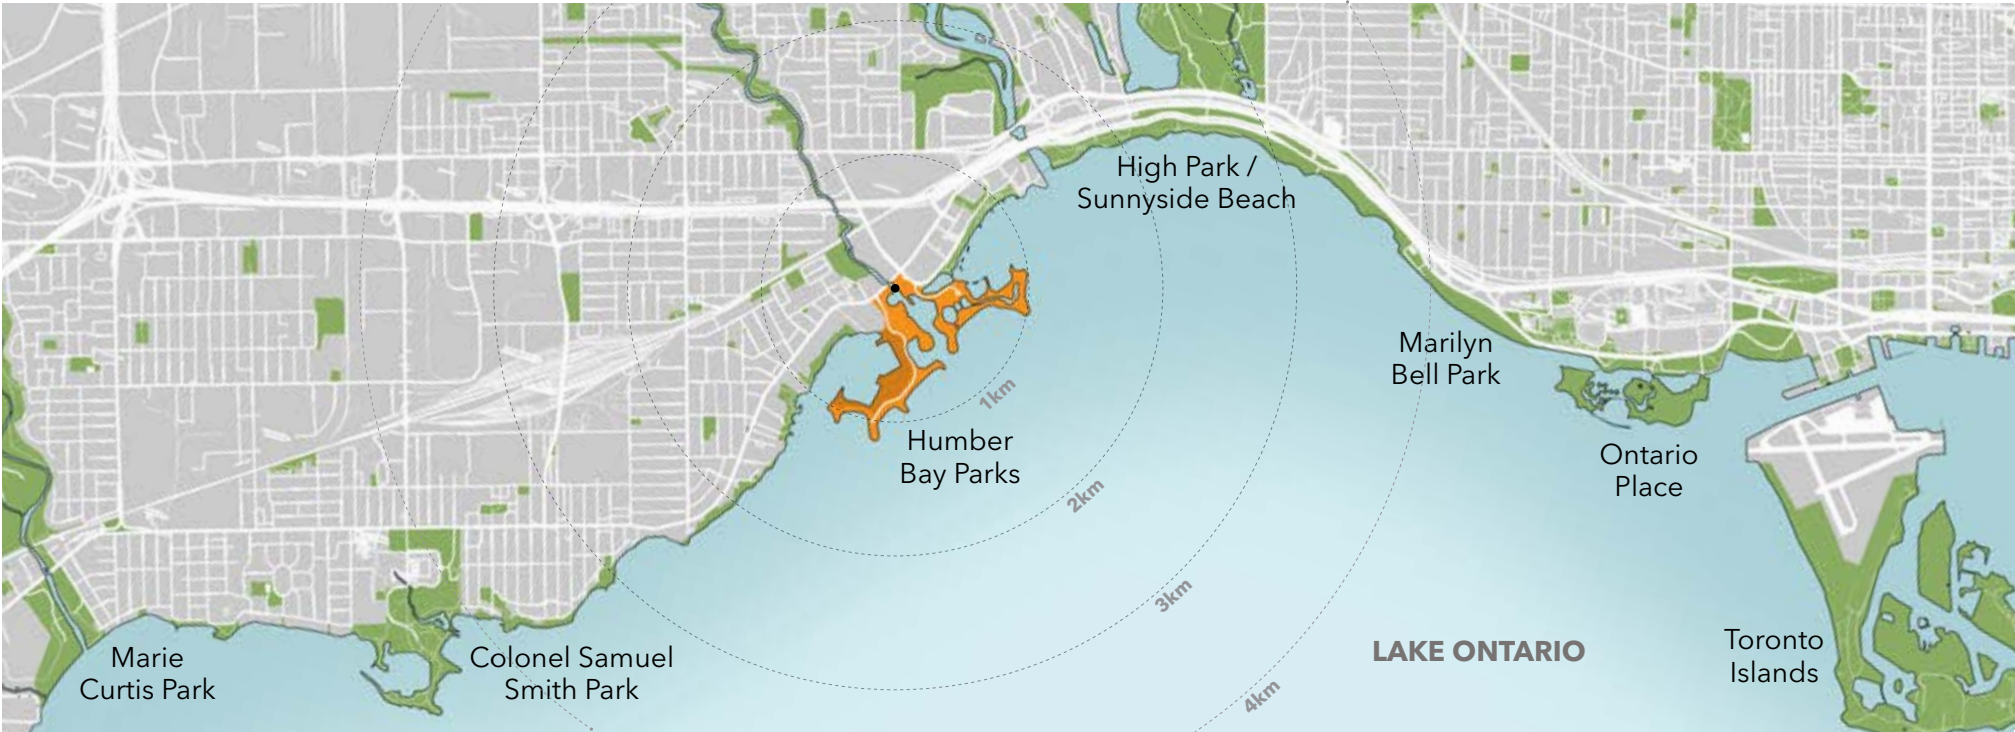 High Park /
Sunnyside Beach
Marilyn
Bell Park
1km
Humber
Bay Parks
Ontario
Place
2km
3km
LAKE ONTARIO
Toronto
Islands
Marie
Curtis Park
Colonel Samuel
Smith Park
4km